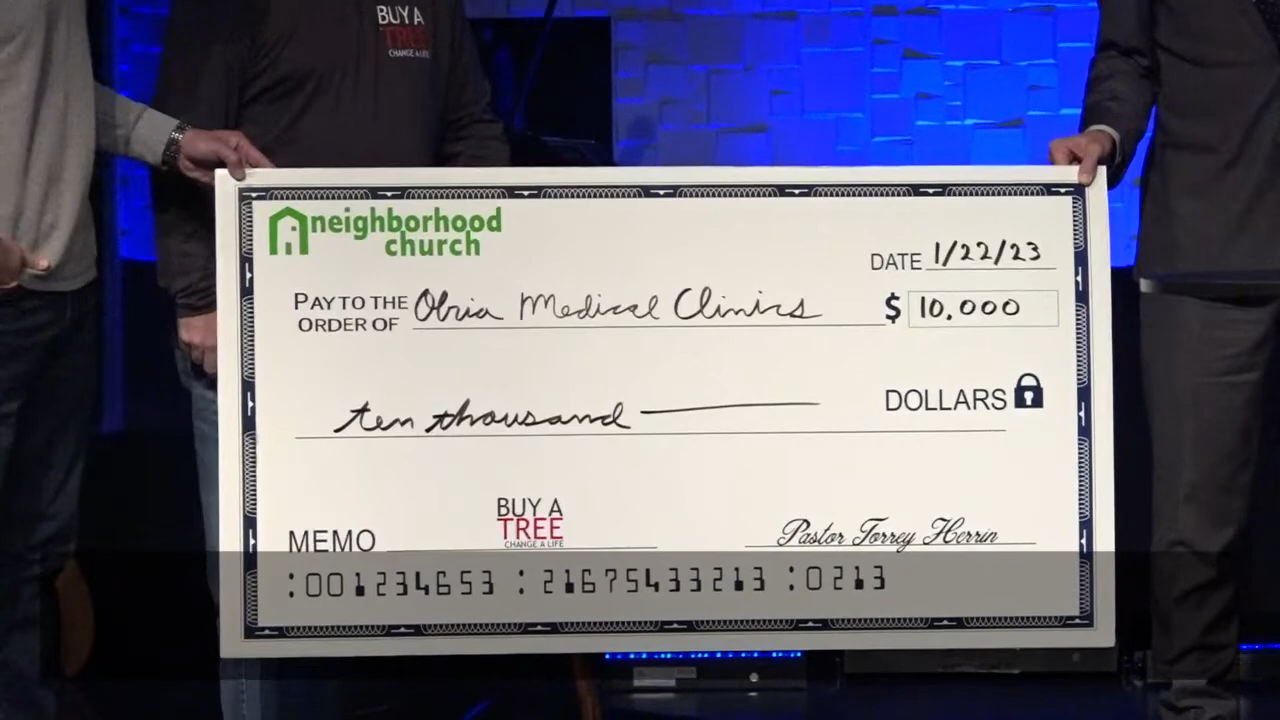 BUY A
TREE
CHANGE A LIFE
neighborhood
church
DATE 1/22/23
PAY TO THE
ORDER OF Obria Medical Clinics $ 10,000
ten thousand DOLLARS
BUY A
TREE
CHANGE A LIFE
MEMO Pastor Torrey Herrin
:001234653 :21675433213 :0213